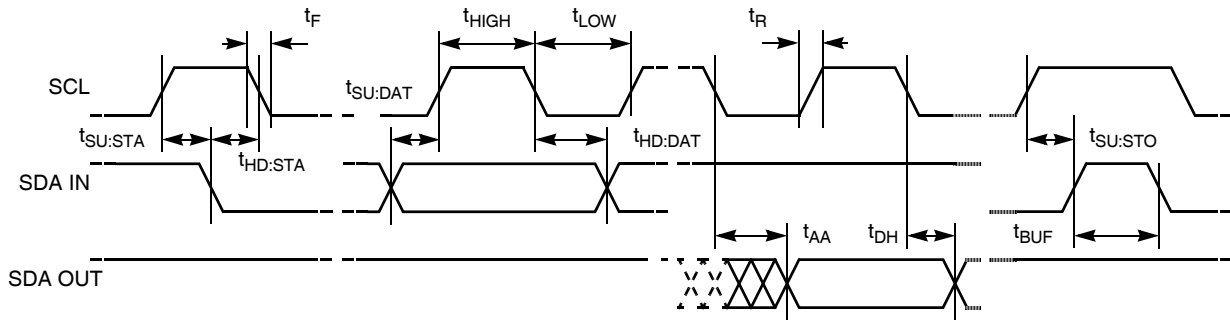 tF
tHIGH
tLOW
tR
SCL
tSU:DAT
tSU:STA
tHD:STA
tHD:DAT
tSU:STO
SDA IN
tAA
tDH
tBUF
SDA OUT